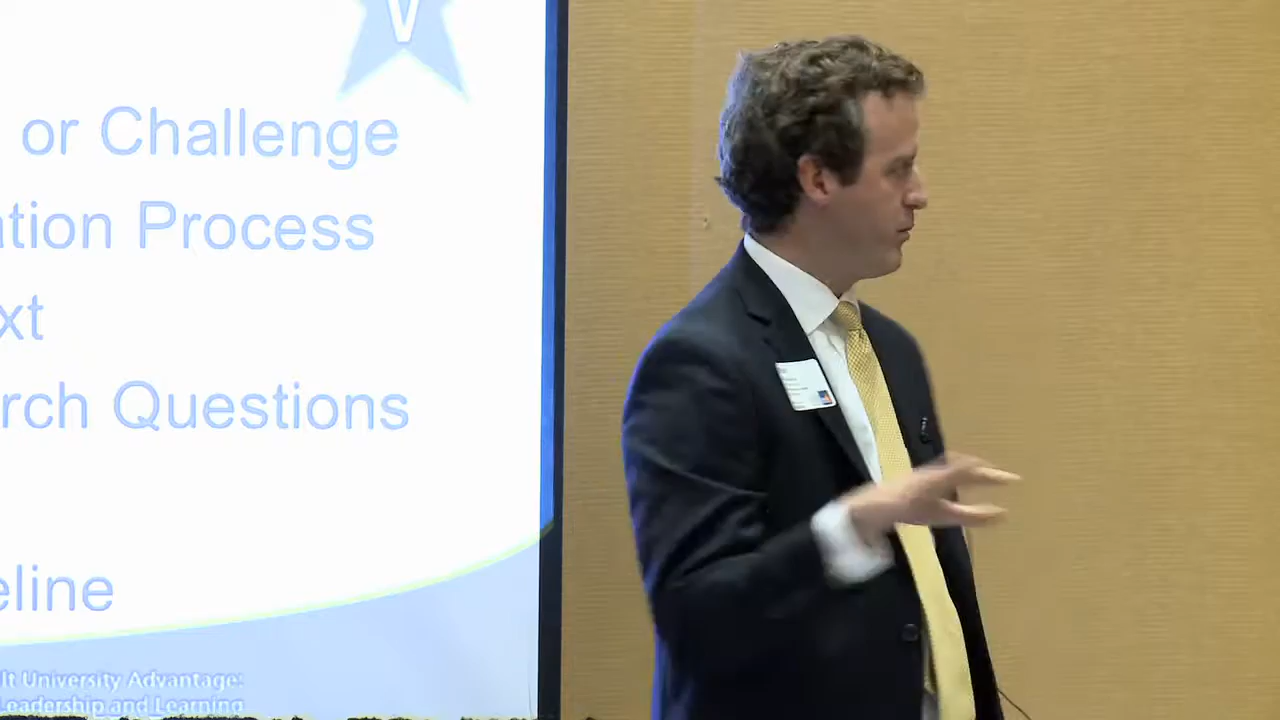 V
or Challenge
ation Process
xt
rch Questions
eline
lt University Advantage:
Leadership and Learning